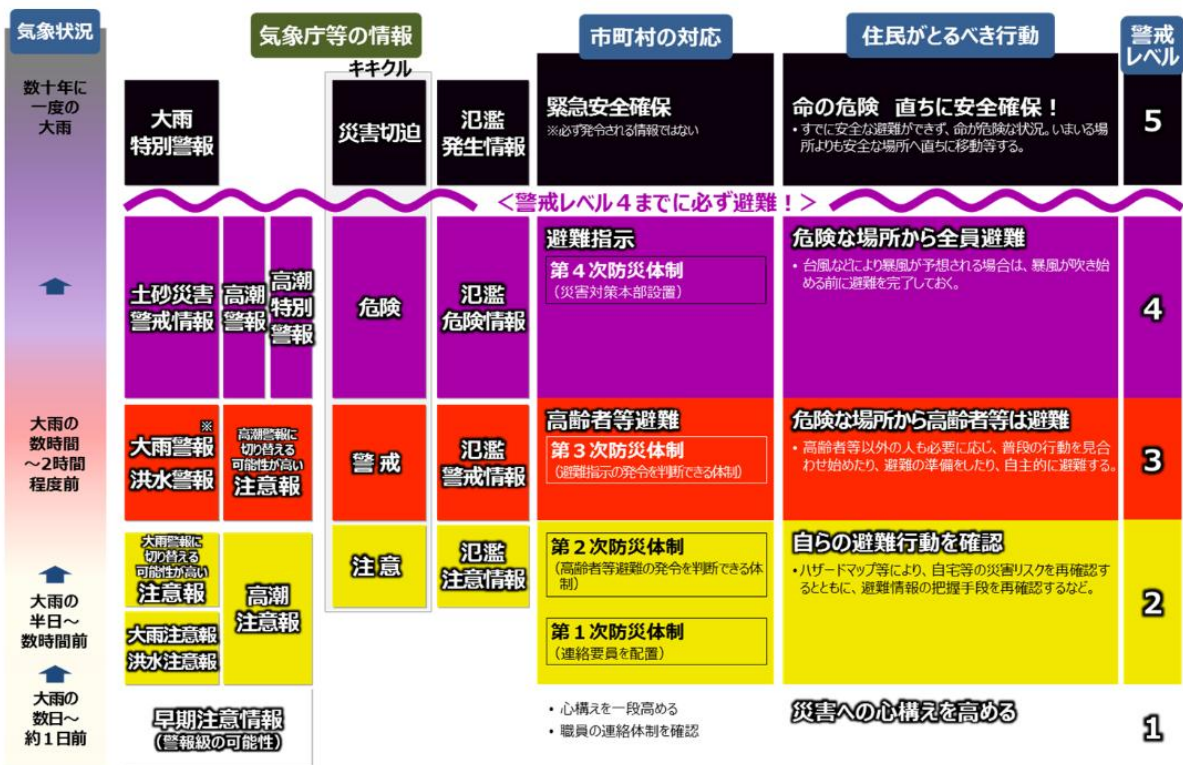 気象状況
気象庁等の情報
市町村の対応
住民がとるべき行動
警戒
レベル
キキクル
数十年に
一度の
大雨
大雨
特別警報
災害切迫
氾濫
発生情報
緊急安全確保
※必ず発令される情報ではない
命の危険 直ちに安全確保！
・すでに安全な避難ができず、命が危険な状況。いまいる場
所よりも安全な場所へ直ちに移動等する。
5
＜警戒レベル４までに必ず避難！＞
土砂災害
警戒情報
高潮
警報
高潮
特別
警報
危険
氾濫
危険情報
避難指示
第４次防災体制
（災害対策本部設置）
危険な場所から全員避難
・台風などにより暴風が予想される場合は、暴風が吹き始
める前に避難を完了しておく。
4
大雨の
数時間
～2時間
程度前
※
大雨警報
洪水警報
高潮警報に
切り替える
可能性が高い
注意報
警戒
氾濫
警戒情報
高齢者等避難
第３次防災体制
（避難指示の発令を判断できる体制）
危険な場所から高齢者等は避難
・高齢者等以外の人も必要に応じ、普段の行動を見合
わせ始めたり、避難の準備をしたり、自主的に避難する。
3
大雨の
半日～
数時間前
大雨警報に
切り替える
可能性が高い
注意報
大雨注意報
洪水注意報
高潮
注意報
注意
氾濫
注意情報
第２次防災体制
（高齢者等避難の発令を判断できる体
制）
第１次防災体制
（連絡要員を配置）
自らの避難行動を確認
・ハザードマップ等により、自宅等の災害リスクを再確認す
るとともに、避難情報の把握手段を再確認するなど。
2
大雨の
数日～
約１日前
早期注意情報
（警報級の可能性）
・心構えを一段高める
・職員の連絡体制を確認
災害への心構えを高める
1